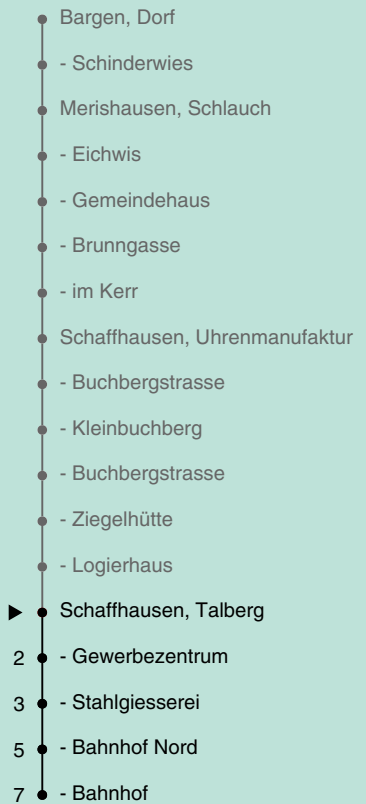 Bargen, Dorf
- Schinderwies
Merishausen, Schlauch
- Eichwis
- Gemeindehaus
- Brunngasse
- im Kerr
Schaffhausen, Uhrenmanufaktur
- Buchbergstrasse
- Kleinbuchberg
- Buchbergstrasse
- Ziegelhütte
- Logierhaus
Schaffhausen, Talberg
2 - Gewerbezentrum
3 - Stahlgiesserei
5 - Bahnhof Nord
7 - Bahnhof